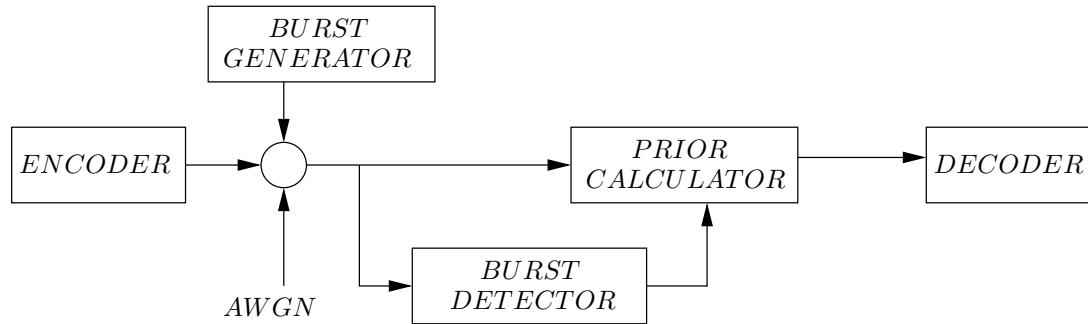 BURST
GENERATOR
ENCODER
PRIOR
CALCULATOR
DECODER
BURST
DETECTOR
AWGN